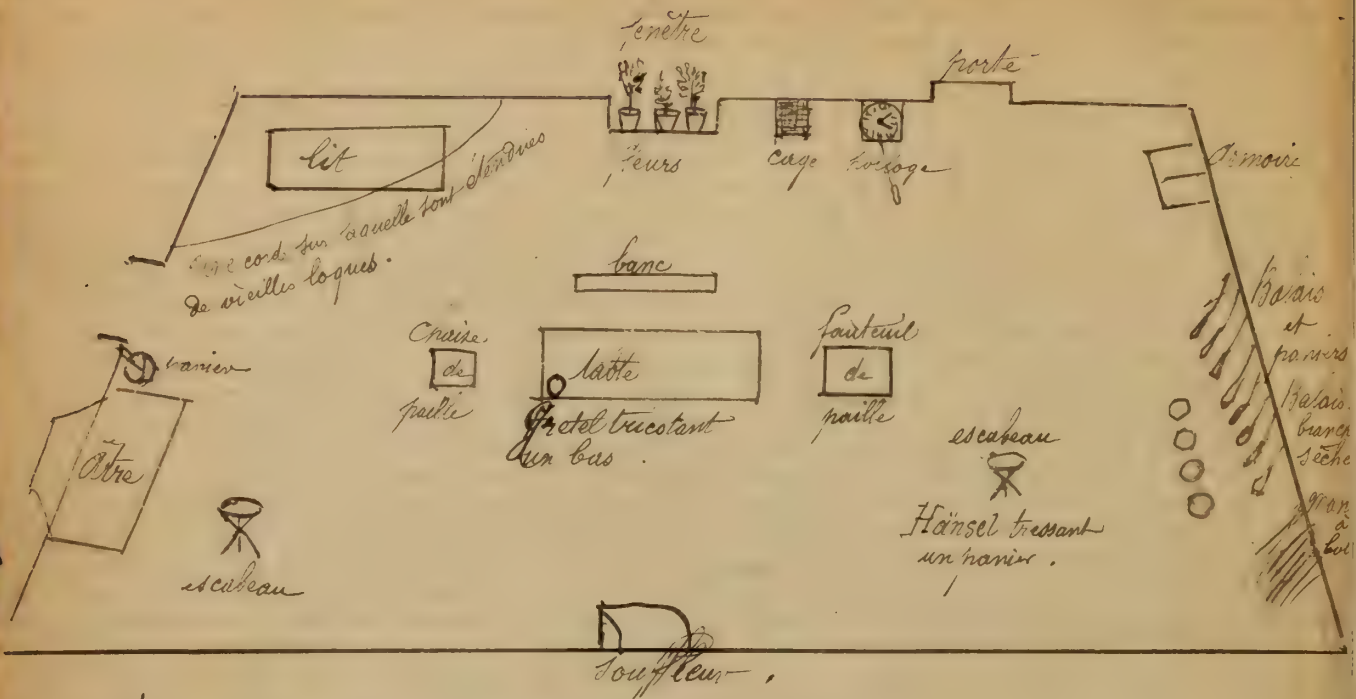 fenêtre
porte
lit
fleurs
cage
horloge
Armoire
une corde sur laquelle sont étendues
de vieilles loques.
banc
Balais
et
paniers
Chaise
de
paille
table
fauteuil
de
paille
panier
Gretel tricotant
un bas.
Balais
branch
sèche
âtre
escabeau
Hänsel tressant
un panier.
à
escabeau
Souffleur.